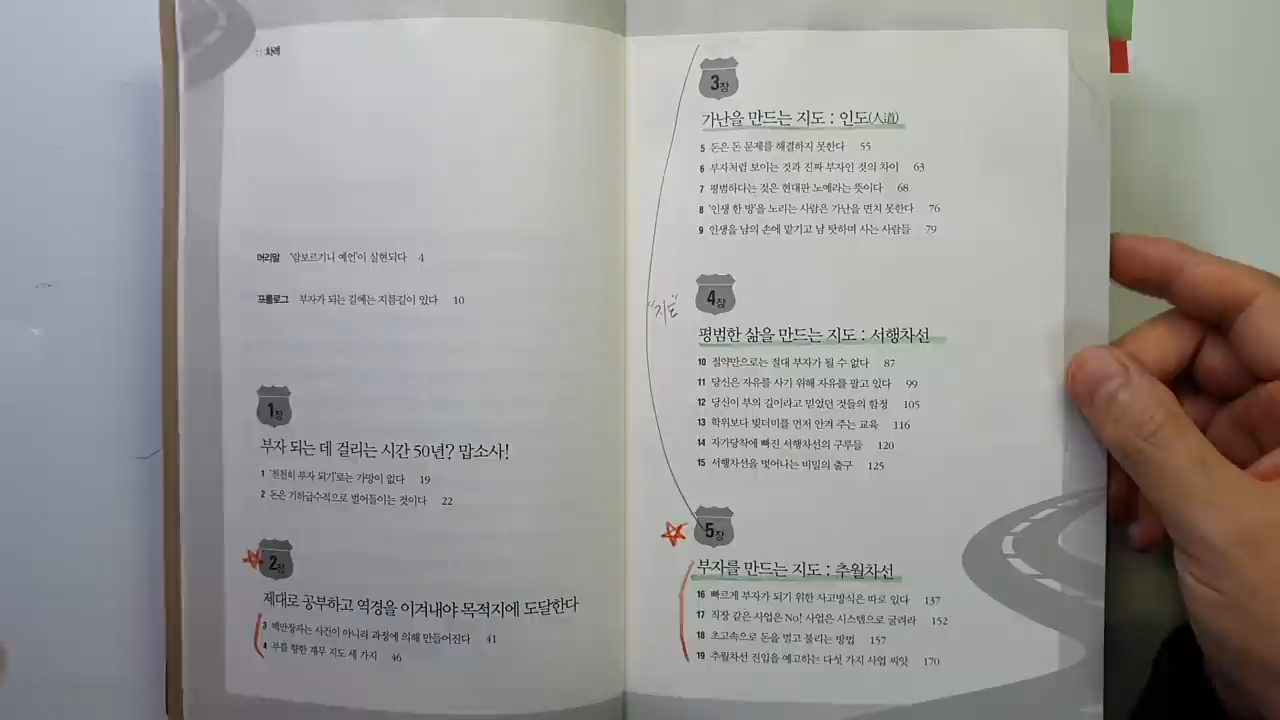 차례
머리말 '람보르기니 예언'이 실현되다 4
프롤로그 부자가 되는 길에는 지름길이 있다 10
1장
부자 되는 데 걸리는 시간 50년? 맙소사!
1 '천천히 부자 되기'로는 가망이 없다 19
2 돈은 기하급수적으로 벌어들이는 것이다 22
2장
제대로 공부하고 역경을 이겨내야 목적지에 도달한다
3 백만장자는 사건이 아니라 과정에 의해 만들어진다 41
4 부를 향한 재무 지도 세 가지 46
3장
가난을 만드는 지도 : 인도(人道)
5 돈은 돈 문제를 해결하지 못한다 55
6 부자처럼 보이는 것과 진짜 부자인 것의 차이 63
7 평범하다는 것은 현대판 노예라는 뜻이다 68
8 '인생 한 방'을 노리는 사람은 가난을 면치 못한다 76
9 인생을 남의 손에 맡기고 남 탓하며 사는 사람들 79
"지도"
4장
평범한 삶을 만드는 지도 : 서행차선
10 절약만으로는 절대 부자가 될 수 없다 87
11 당신은 자유를 사기 위해 자유를 팔고 있다 99
12 당신이 부의 길이라고 믿었던 것들의 함정 105
13 학위보다 빚더미를 먼저 안겨 주는 교육 116
14 자가당착에 빠진 서행차선의 구루들 120
15 서행차선을 벗어나는 비밀의 출구 125
5장
부자를 만드는 지도 : 추월차선
16 빠르게 부자가 되기 위한 사고방식은 따로 있다 137
17 직장 같은 사업은 No! 사업은 시스템으로 굴려라 152
18 초고속으로 돈을 벌고 불리는 방법 157
19 추월차선 진입을 예고하는 다섯 가지 사업 씨앗 170